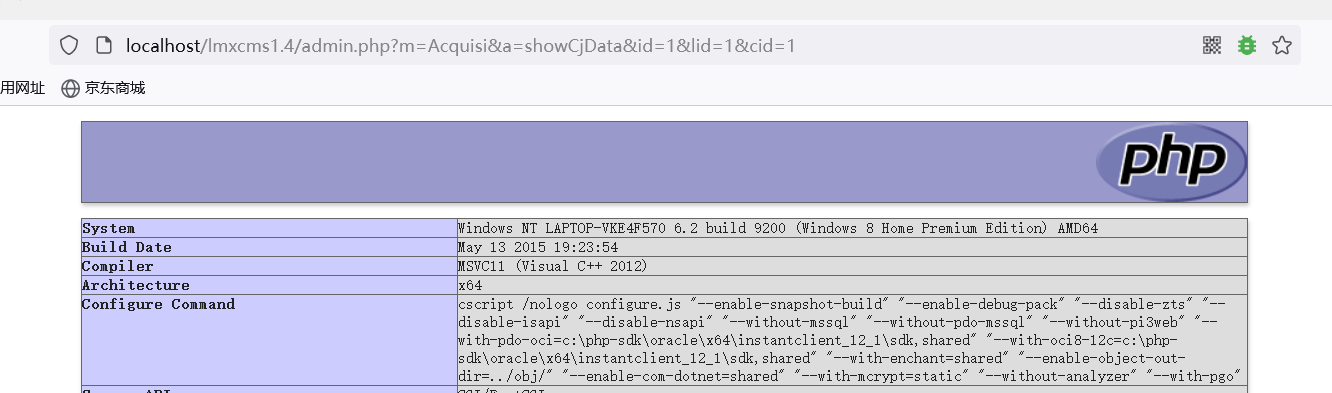 localhost/lmxcms1.4/admin.php?m=Acquisi&a=showCjData&id=1&lid=1&cid=1
用网址 京东商城
php
System Windows NT LAPTOP-VKE4F570 6.2 build 9200 (Windows 8 Home Premium Edition) AMD64
Build Date May 13 2015 19:23:54
Compiler MSVC11 (Visual C++ 2012)
Architecture x64
Configure Command cscript /nologo configure.js "--enable-snapshot-build" "--enable-debug-pack" "--disable-zts" "--
disable-isapi" "--disable-nsapi" "--without-mssql" "--without-pdo-mssql" "--without-pi3web" "--
with-pdo-oci=c:\php-sdk\oracle\x64\instantclient_12_1\sdk,shared" "--with-oci8-12c=c:\php-
sdk\oracle\x64\instantclient_12_1\sdk,shared" "--with-enchant=shared" "--enable-object-out-
dir=../obj/" "--enable-com-dotnet=shared" "--with-mcrypt=static" "--without-analyzer" "--with-pgo"